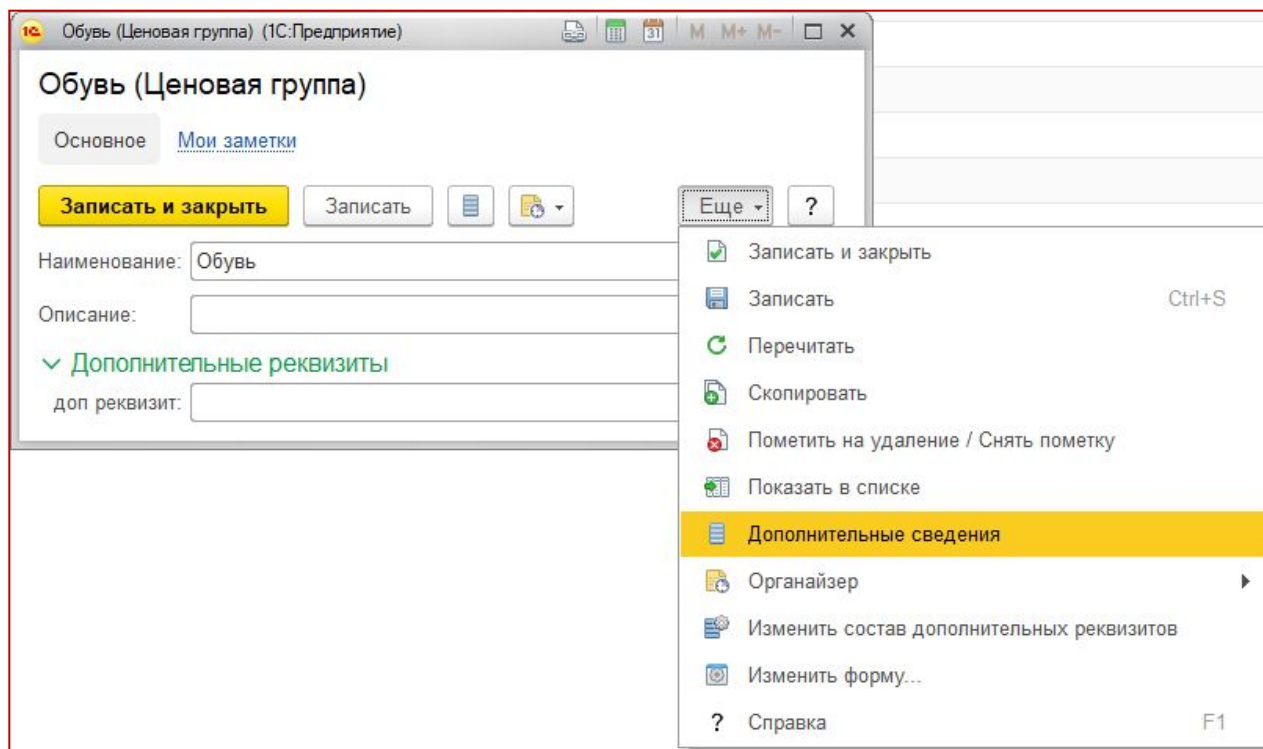 1С Обувь (Ценовая группа) (1С:Предприятие) 31 M M+ M-
Обувь (Ценовая группа)
Основное Мои заметки
Записать и закрыть Записать Еще ?
Наименование: Обувь
Описание:
Дополнительные реквизиты
доп реквизит:
Записать и закрыть
Записать Ctrl+S
Перечитать
Скопировать
Пометить на удаление / Снять пометку
Показать в списке
Дополнительные сведения
Органайзер
Изменить состав дополнительных реквизитов
Изменить форму...
? Справка F1